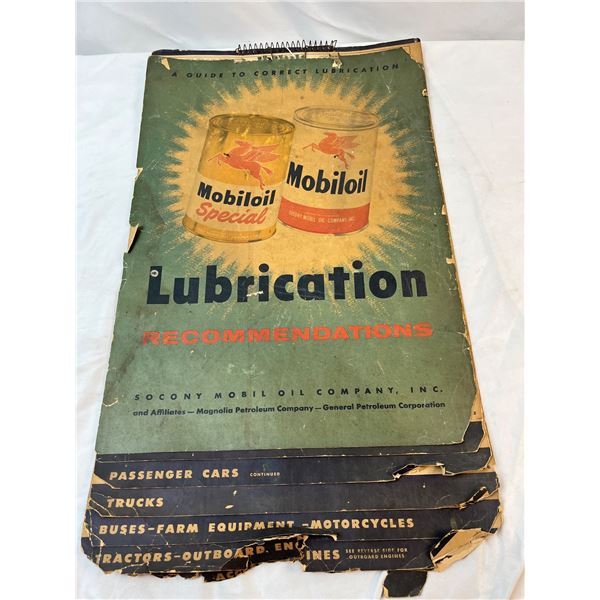 A GUIDE TO CORRECT LUBRICATION
Mobiloil
Special
Mobiloil
SOCONY MOBIL OIL COMPANY, INC.
Lubrication
RECOMMENDATIONS
SOCONY MOBIL OIL COMPANY, INC.
and Affiliates — Magnolia Petroleum Company — General Petroleum Corporation
PASSENGER CARS CONTINUED
TRUCKS
BUSES-FARM EQUIPMENT-MOTORCYCLES
TRACTORS-OUTBOARD ENGINES SEE REVERSE SIDE FOR
OUTBOARD ENGINES